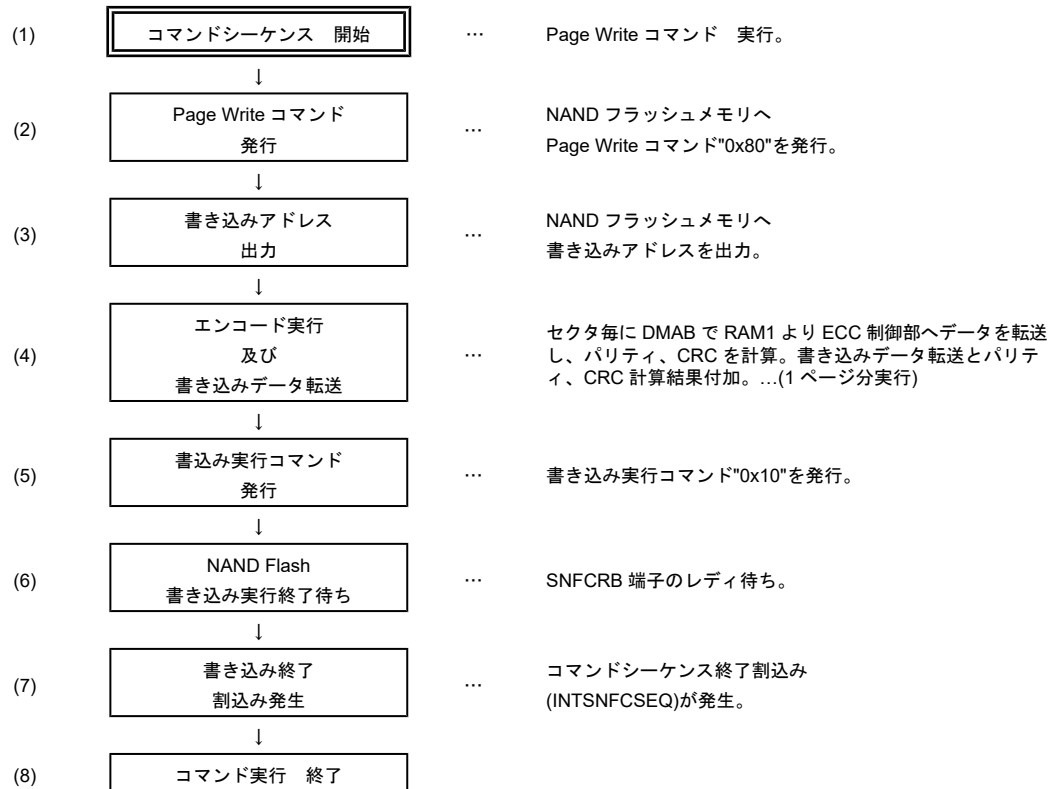 (1) コマンドシーケンス 開始 … Page Write コマンド 実行。
↓
(2) Page Write コマンド
発行 … NAND フラッシュメモリへ
Page Write コマンド"0x80"を発行。
↓
(3) 書き込みアドレス
出力 … NAND フラッシュメモリへ
書き込みアドレスを出力。
↓
(4) エンコード実行
及び
書き込みデータ転送 … セクタ毎に DMAB で RAM1 より ECC 制御部へデータを転送
し、パリティ、CRC を計算。書き込みデータ転送とパリテ
ィ、CRC 計算結果付加。…(1 ページ分実行)
↓
(5) 書込み実行コマンド
発行 … 書き込み実行コマンド"0x10"を発行。
↓
(6) NAND Flash
書き込み実行終了待ち … SNFCRB 端子のレディ待ち。
↓
(7) 書き込み終了
割込み発生 … コマンドシーケンス終了割込み
(INTSNFCSEQ)が発生。
↓
(8) コマンド実行 終了